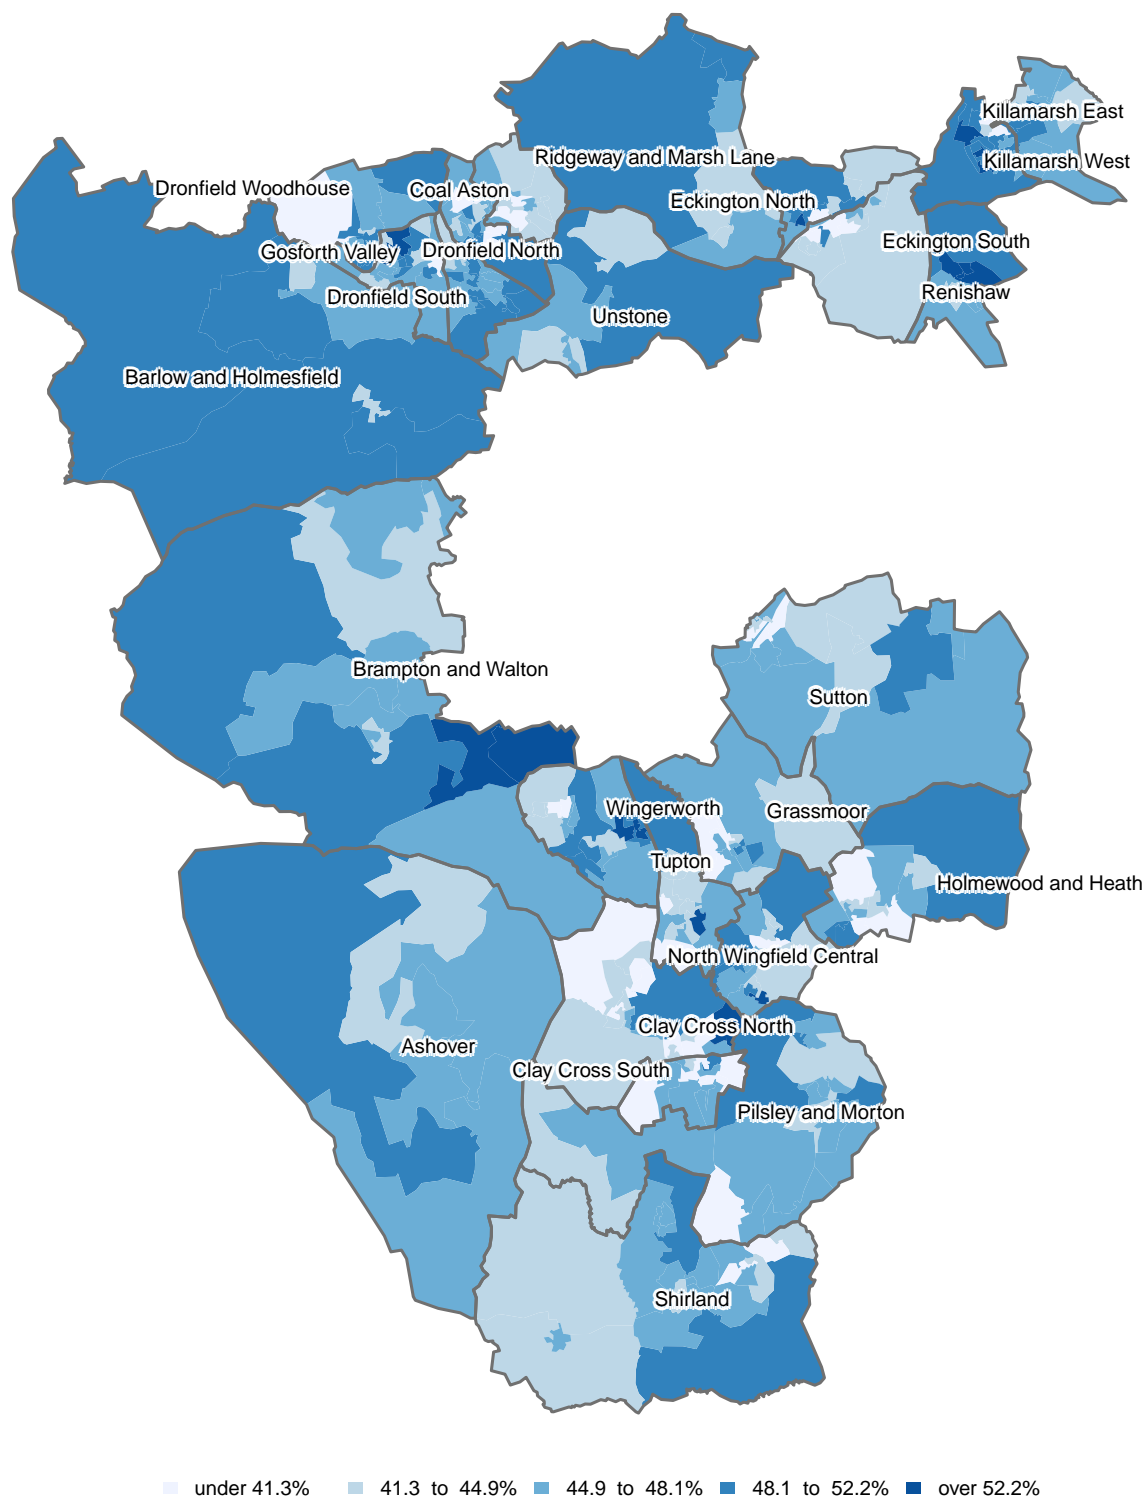 Killamarsh East
Ridgeway and Marsh Lane
Killamarsh West
Dronfield Woodhouse
Coal Aston
Eckington North
Eckington South
Gosforth Valley
Dronfield North
Renishaw
Dronfield South
Unstone
Barlow and Holmesfield
Brampton and Walton
Sutton
Wingerworth
Grassmoor
Tupton
Holmewood and Heath
North Wingfield Central
Clay Cross North
Ashover
Clay Cross South
Pilsley and Morton
Shirland
under 41.3% 41.3 to 44.9% 44.9 to 48.1% 48.1 to 52.2% over 52.2%